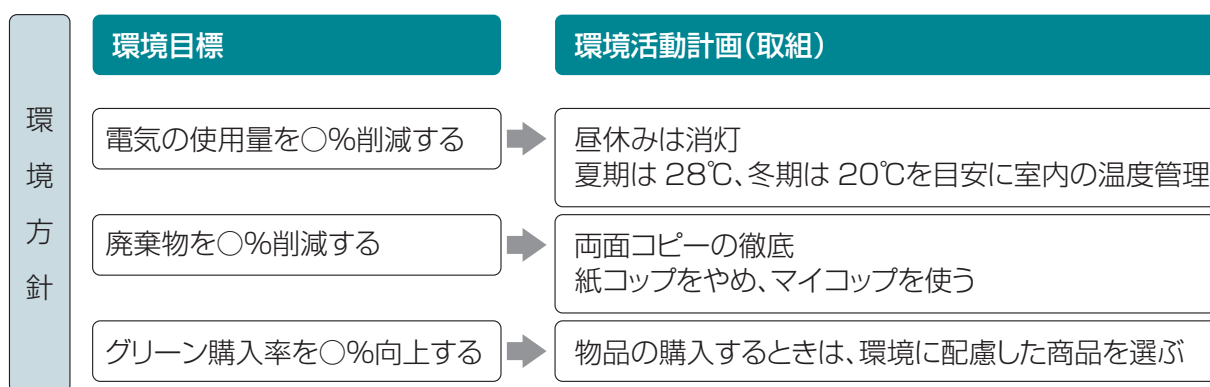 環境方針
環境目標
環境活動計画(取組)
電気の使用量を○%削減する
昼休みは消灯
夏期は 28℃、冬期は 20℃を目安に室内の温度管理
廃棄物を○%削減する
両面コピーの徹底
紙コップをやめ、マイコップを使う
グリーン購入率を○%向上する
物品の購入するときは、環境に配慮した商品を選ぶ